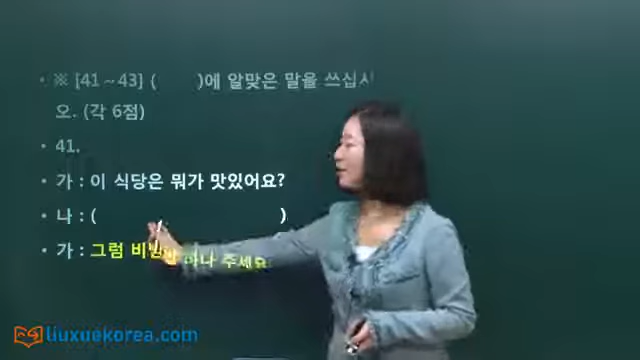 • ※ [41~43] (        )에 알맞은 말을 쓰십시
오. (각 6점)
• 41.
• 가 : 이 식당은 뭐가 맛있어요?
• 나 : (                    )
• 가 : 그럼 하나 주세요
liuxuekorea.com